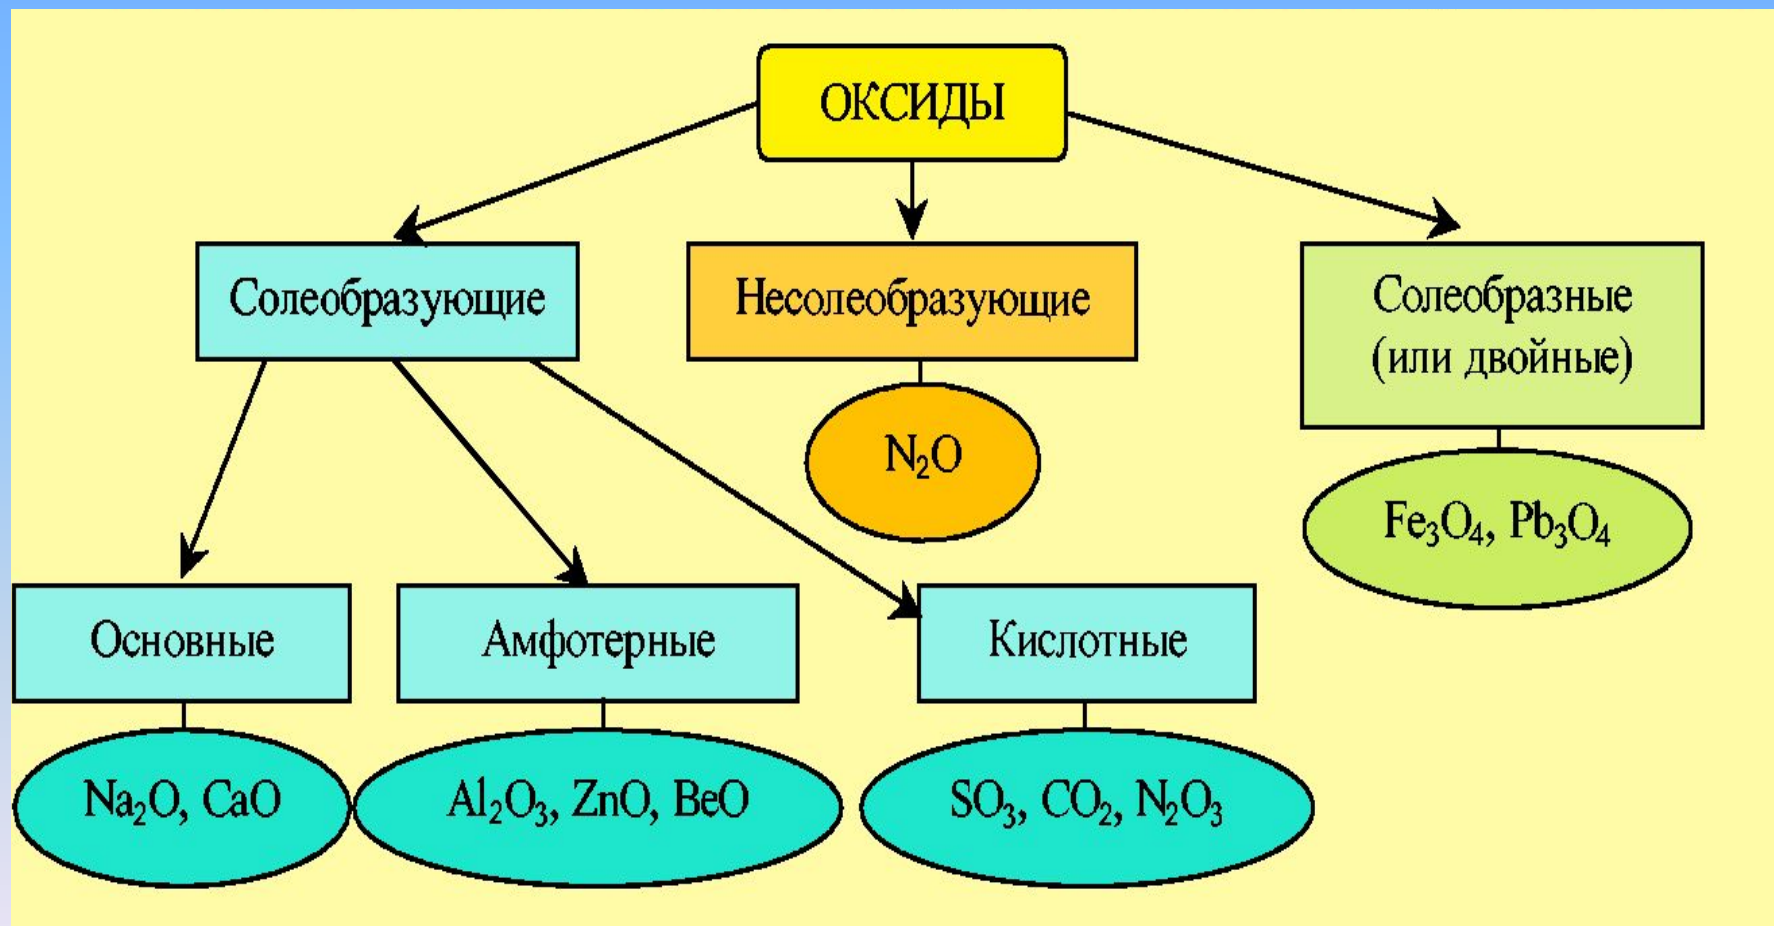 ОКСИДЫ
Солеобразующие
Несолеобразующие
Солеобразные
(или двойные)
N₂O
Fe₃O₄, Pb₃O₄
Основные
Амфотерные
Кислотные
Na₂O, CaO
Al₂O₃, ZnO, BeO
SO₃, CO₂, N₂O₃